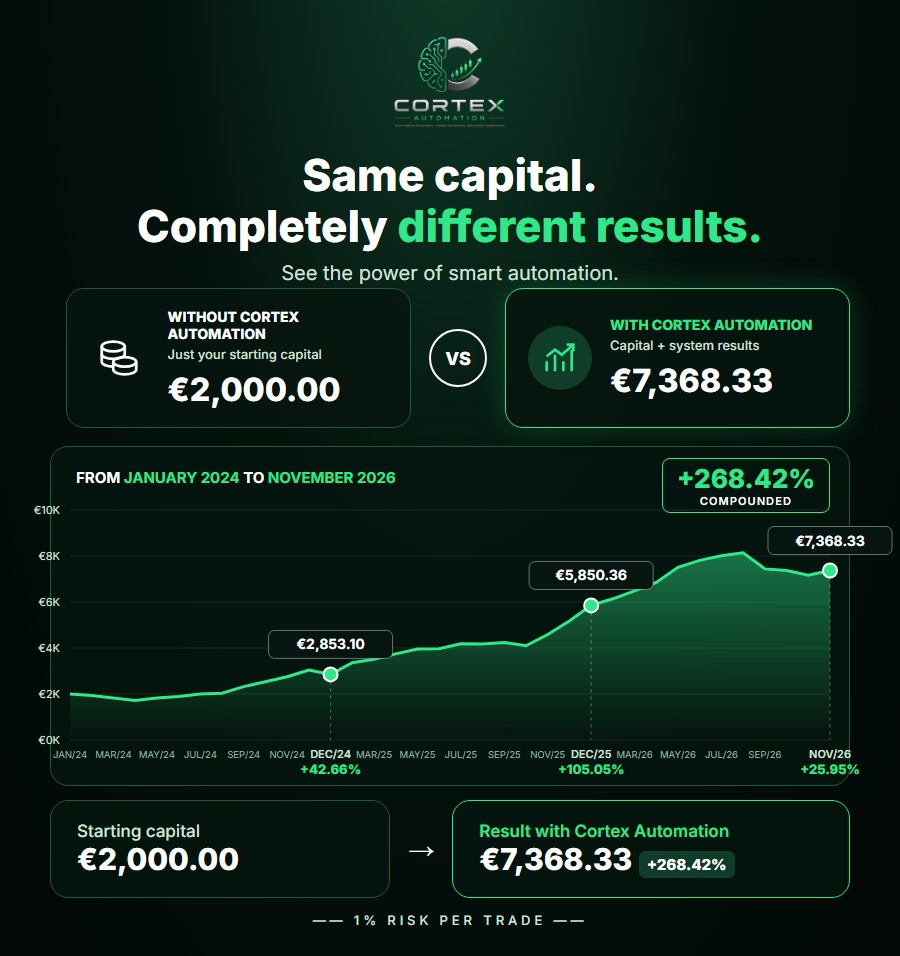 CORTEX
AUTOMATION
Same capital.
Completely different results.
See the power of smart automation.
WITHOUT CORTEX
AUTOMATION
Just your starting capital
€2,000.00
VS
WITH CORTEX AUTOMATION
Capital + system results
€7,368.33
FROM JANUARY 2024 TO NOVEMBER 2026
+268.42%
COMPOUNDED
€10K
€8K
€6K
€4K
€2K
€0K
€2,853.10
€5,850.36
€7,368.33
JAN/24 MAR/24 MAY/24 JUL/24 SEP/24 NOV/24 DEC/24 MAR/25 MAY/25 JUL/25 SEP/25 NOV/25 DEC/25 MAR/26 MAY/26 JUL/26 SEP/26 NOV/26
+42.66% +105.05% +25.95%
Starting capital
€2,000.00
→
Result with Cortex Automation
€7,368.33 +268.42%
—— 1% RISK PER TRADE ——